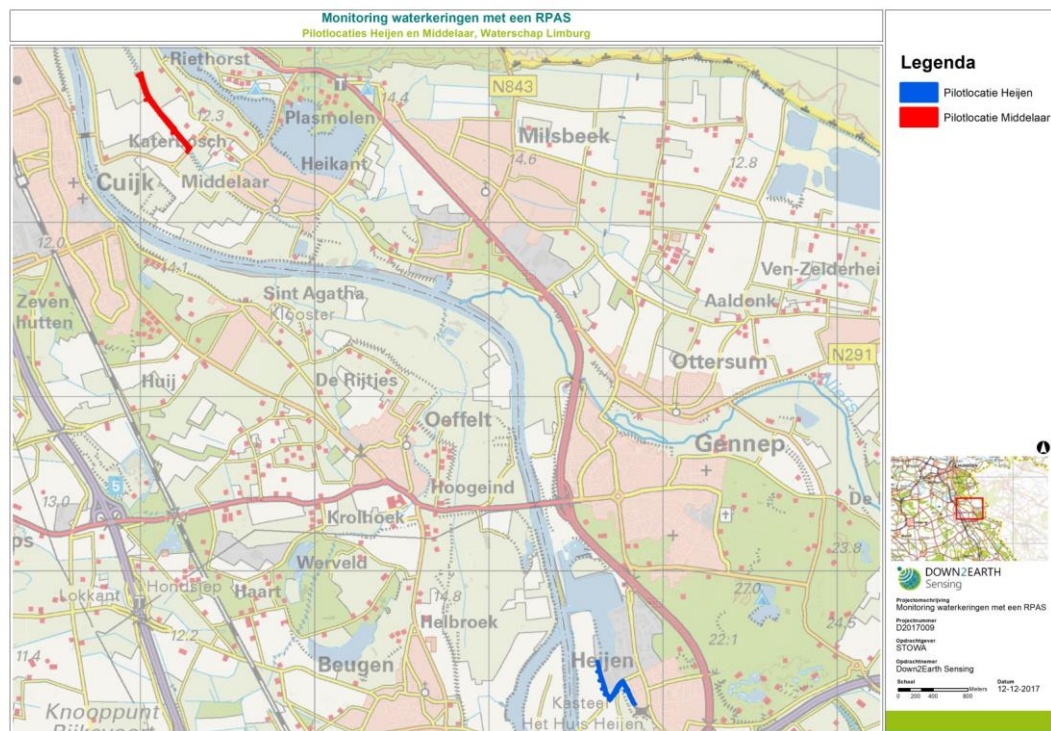 Monitoring waterkeringen met een RPAS
Pilotlocaties Heijen en Middelaar, Waterschap Limburg
Legenda
Pilotlocatie Heijen
Pilotlocatie Middelaar
Riethorst
N843
14.4
12.3
Plasmolen
Milsbeek
Katerbosch
Heikant
14.6
12.8
Cuijk
Middelaar
12.0
14.1
Ven-Zelderhei
Sint Agatha
Klooster
Aaldonk
Zeven
hutten
N291
Ottersum
Huij
De Rijtjes
Niers
Oeffelt
Gennep
5
Hoogeind
13.0
Krolhoek
ps
De
23.8
Werveld
Hondsiep
Lokkant
Haart
14.8
27.0
12.2
Helbroek
24.5
22.1
11.4
Beugen
Heijen
Kasteel
Het Huis Heijen
Knooppunt
DOWN2EARTH
Sensing
Projectomschrijving
Monitoring waterkeringen met een RPAS
Projectnummer
D2017009
Opdrachtgever
STOWA
Opdrachtnemer
Down2Earth Sensing
Schaal
Datum
Meters
12-12-2017
0 200 400 800